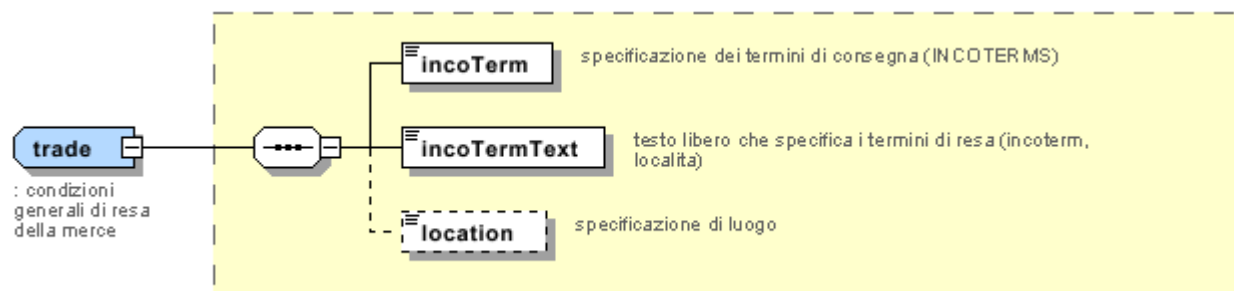 incoTerm
specificazione dei termini di consegna (INCOTERMS)
trade
: condizioni
generali di resa
della merce
incoTermText
testo libero che specifica i termini di resa (incoterm,
localita)
location
specificazione di luogo